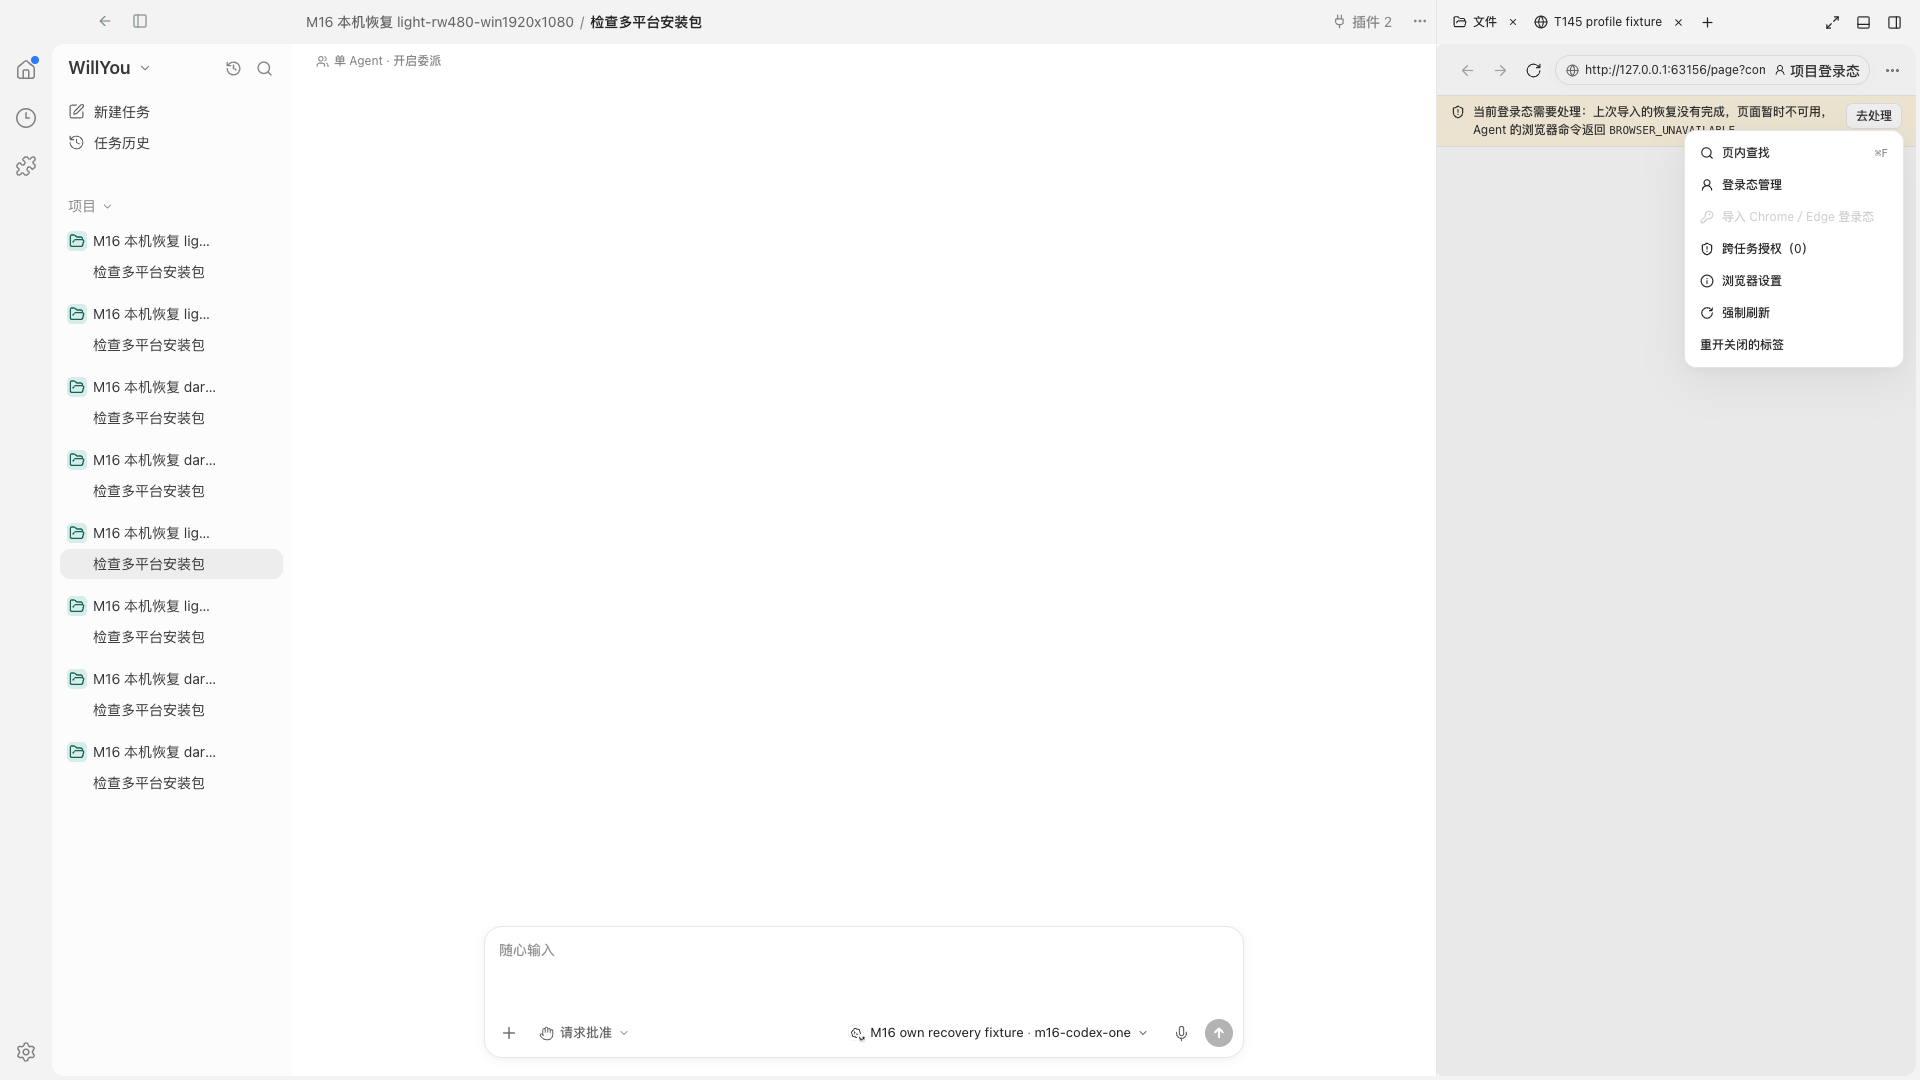 M16 本机恢复 light-rw480-win1920x1080 / 检查多平台安装包
插件 2
文件
T145 profile fixture
WillYou
单 Agent · 开启委派
http://127.0.0.1:63156/page?con
项目登录态
新建任务
任务历史
当前登录态需要处理：上次导入的恢复没有完成，页面暂时不可用，
Agent 的浏览器命令返回 BROWSER_UNAVAILABLE
去处理
页内查找 ⌘F
登录态管理
导入 Chrome / Edge 登录态
跨任务授权（0）
浏览器设置
强制刷新
重开关闭的标签
项目
M16 本机恢复 lig...
检查多平台安装包
M16 本机恢复 lig...
检查多平台安装包
M16 本机恢复 dar...
检查多平台安装包
M16 本机恢复 dar...
检查多平台安装包
M16 本机恢复 lig...
检查多平台安装包
M16 本机恢复 lig...
检查多平台安装包
M16 本机恢复 dar...
检查多平台安装包
M16 本机恢复 dar...
检查多平台安装包
随心输入
请求批准
M16 own recovery fixture · m16-codex-one